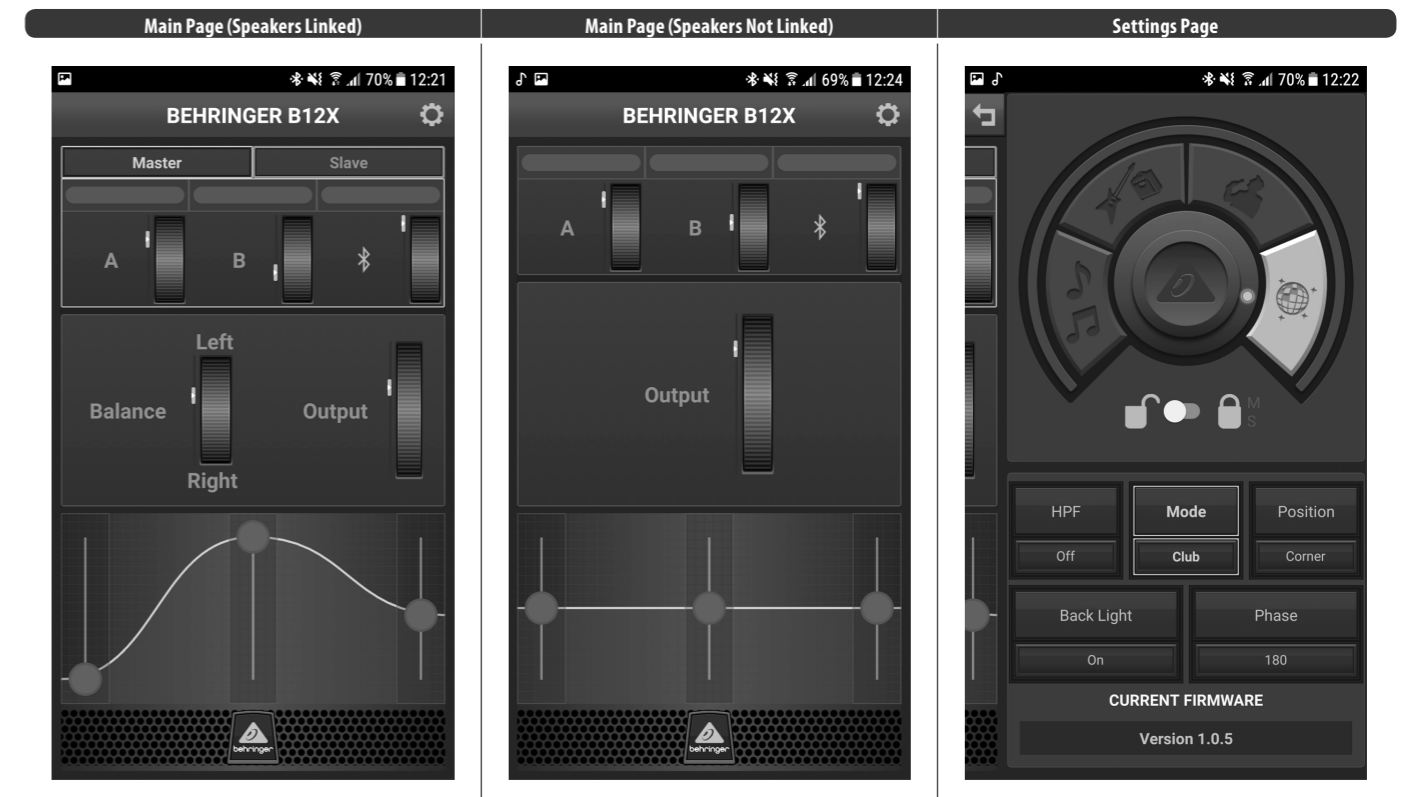 Main Page (Speakers Linked)
Main Page (Speakers Not Linked)
Settings Page
70% 12:21
BEHRINGER B12X
Master
Slave
A
B
Left
Balance
Output
Right
behringer
69% 12:24
BEHRINGER B12X
A
B
Output
behringer
70% 12:22
M
S
HPF
Mode
Position
Off
Club
Corner
Back Light
Phase
On
180
CURRENT FIRMWARE
Version 1.0.5